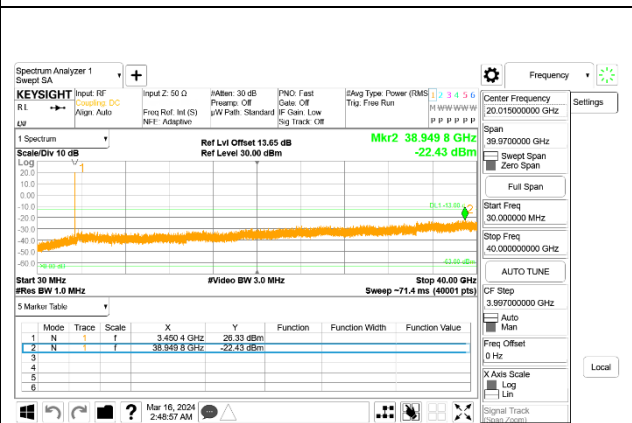 Spectrum Analyzer 1
Swept SA
+
Frequency
KEYSIGHT
Input: RF
Coupling: DC
Align: Auto
Input Z: 50 Ω
Freq Ref: Int (S)
NFE: Adaptive
#Atten: 30 dB
Preamp: Off
µW Path: Standard
PNO: Fast
Gate: Off
IF Gain: Low
Sig Track: Off
#Avg Type: Power (RMS
Trig: Free Run
1 2 3 4 5 6
M W W W W W
P P P P P P
RL
1 Spectrum
Scale/Div 10 dB
Log
Ref Lvl Offset 13.65 dB
Ref Level 30.00 dBm
Mkr2 38.949 8 GHz
-22.43 dBm
1
20.0
10.0
0.00
-10.0
-20.0
-30.0
-40.0
-50.0
-60.0
2
Start 30 MHz
#Res BW 1.0 MHz
#Video BW 3.0 MHz
Stop 40.00 GHz
Sweep ~71.4 ms (40001 pts)
5 Marker Table
Mode Trace Scale X Y Function Function Width Function Value
1 N 1 f 3.450 4 GHz 26.33 dBm
2 N 1 f 38.949 8 GHz -22.43 dBm
3
4
5
6
Mar 16, 2024
2:48:57 AM
?
Center Frequency
20.015000000 GHz
Settings
Span
39.9700000 GHz
Swept Span
Zero Span
Full Span
Start Freq
30.000000 MHz
Stop Freq
40.000000000 GHz
AUTO TUNE
CF Step
3.997000000 GHz
Auto
Man
Freq Offset
0 Hz
X Axis Scale
Log
Lin
Local
Signal Track
(Span Zoom)